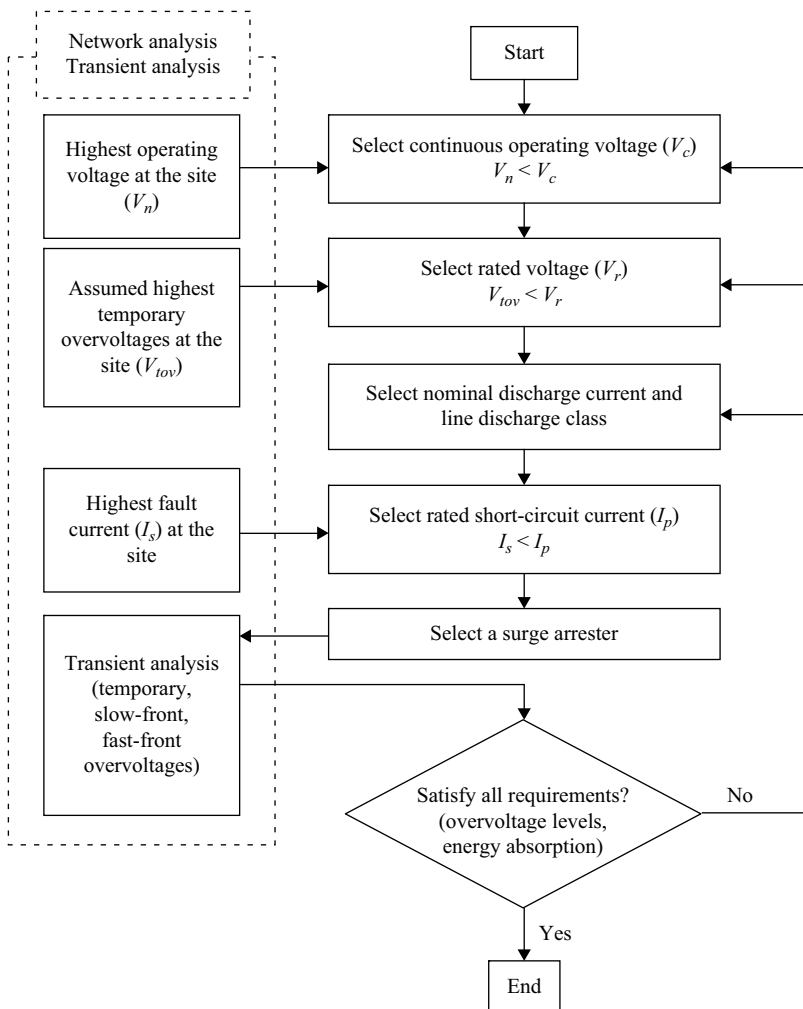 Network analysis
Transient analysis
Start
Highest operating
voltage at the site
(Vn)
Select continuous operating voltage (Vc)
Vn < Vc
Assumed highest
temporary
overvoltages at the
site (Vtov)
Select rated voltage (Vr)
Vtov < Vr
Select nominal discharge current and
line discharge class
Highest fault
current (Is) at the
site
Select rated short-circuit current (Ip)
Is < Ip
Select a surge arrester
Transient analysis
(temporary,
slow-front,
fast-front
overvoltages)
Satisfy all requirements?
(overvoltage levels,
energy absorption)
No
Yes
End